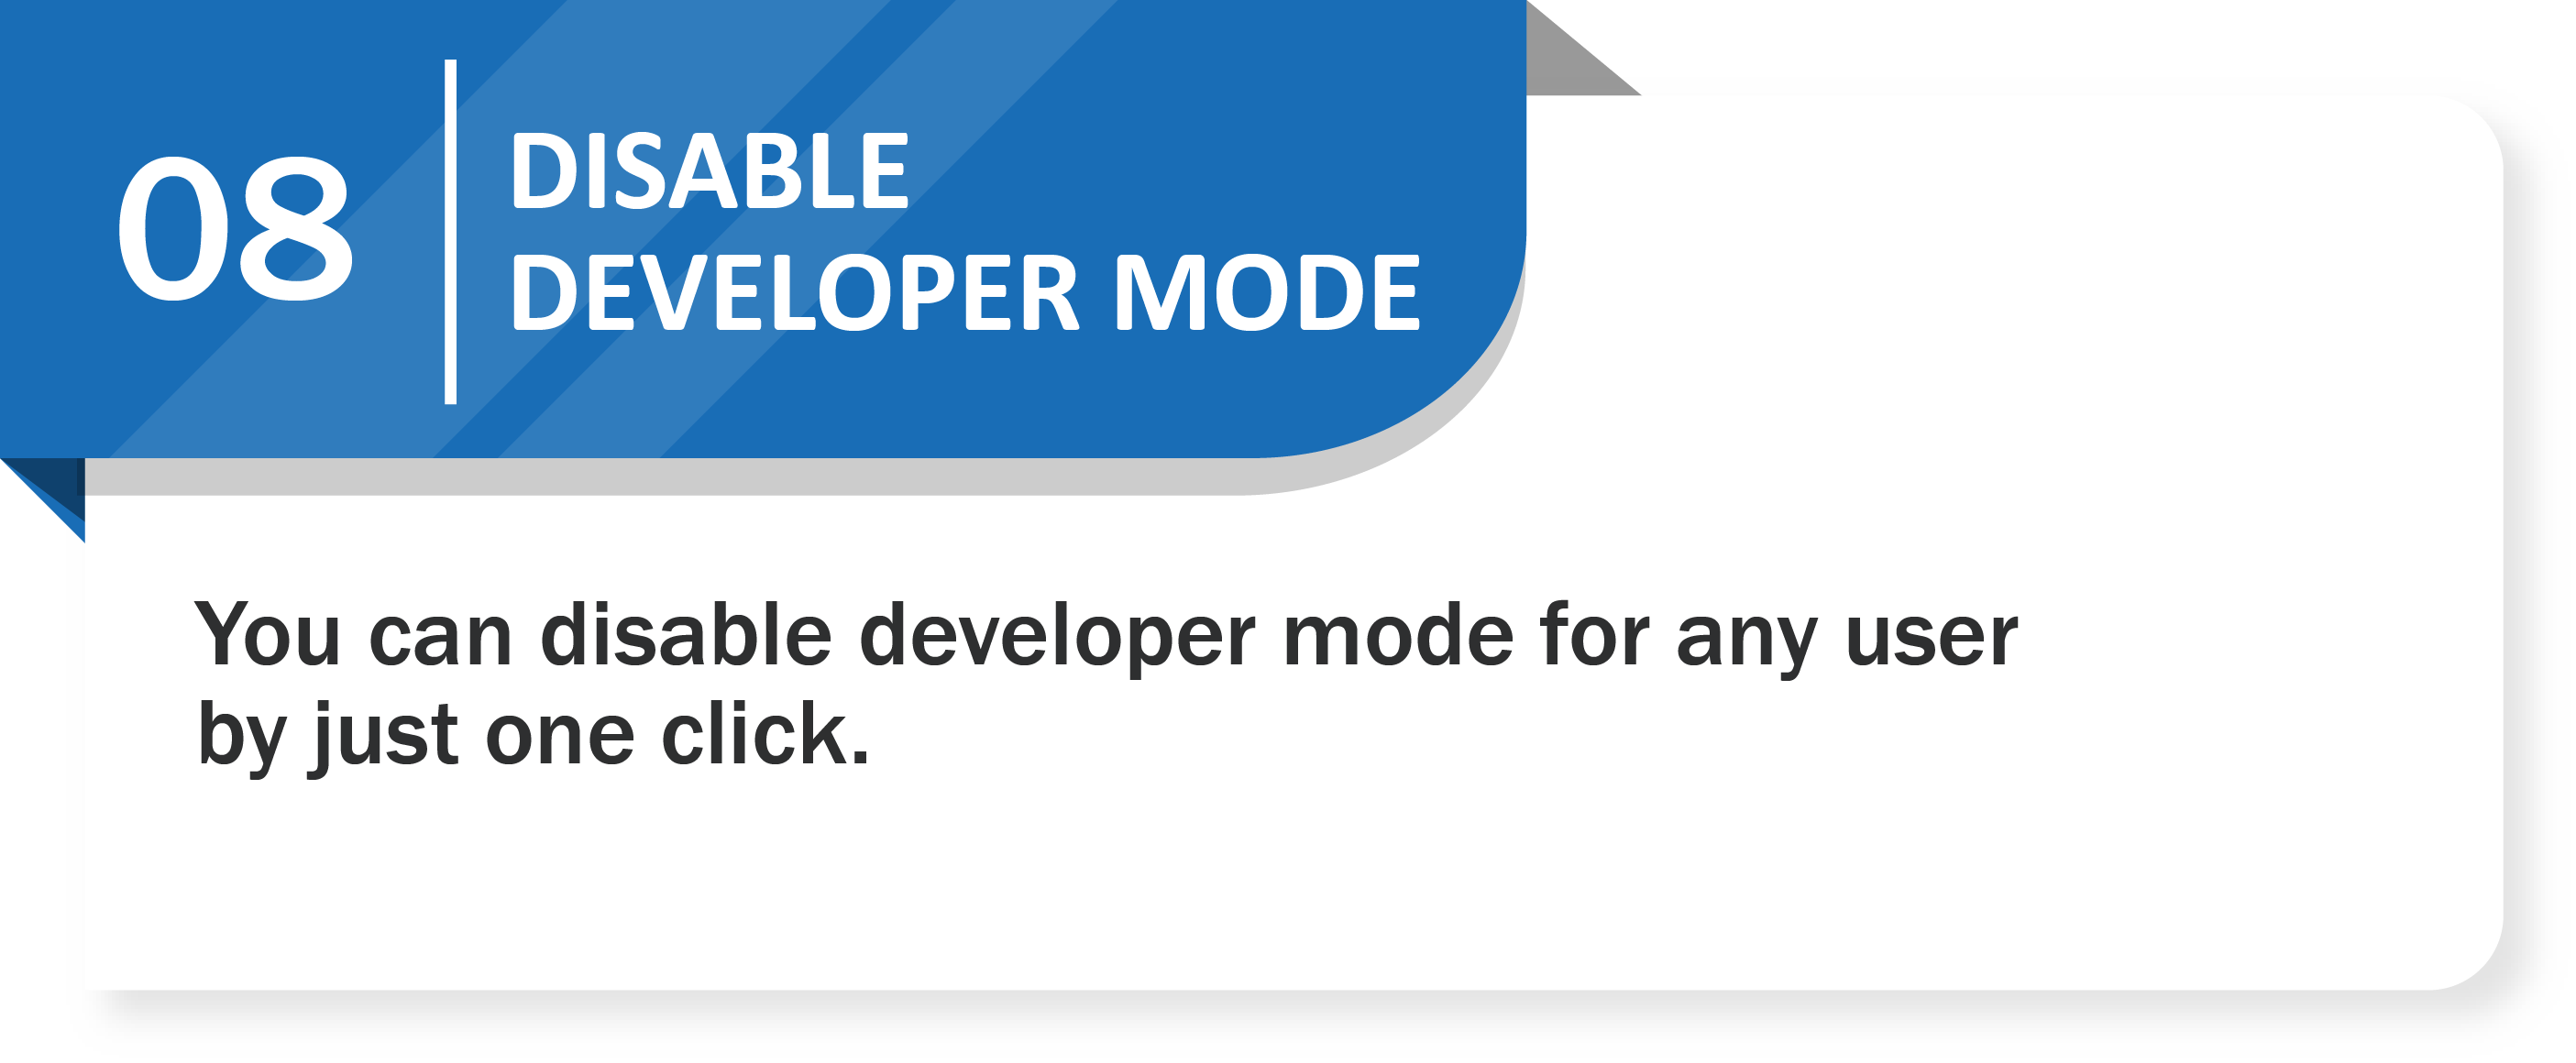 08
DISABLE
DEVELOPER MODE
You can disable developer mode for any user
by just one click.